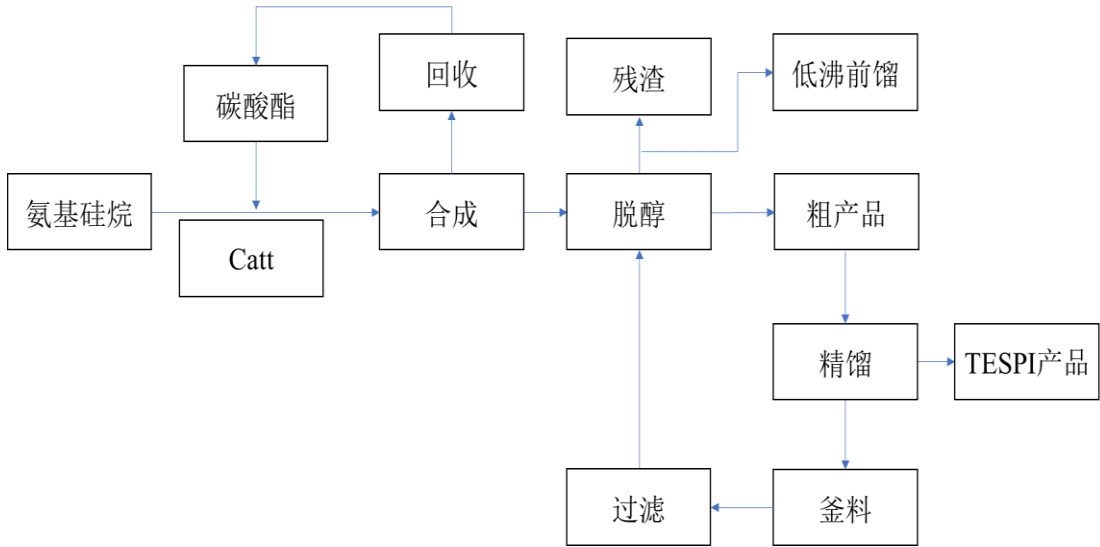 回收
残渣
低沸前馏
碳酸酯
氨基硅烷
合成
脱醇
粗产品
Catt
精馏
TESPI产品
过滤
釜料